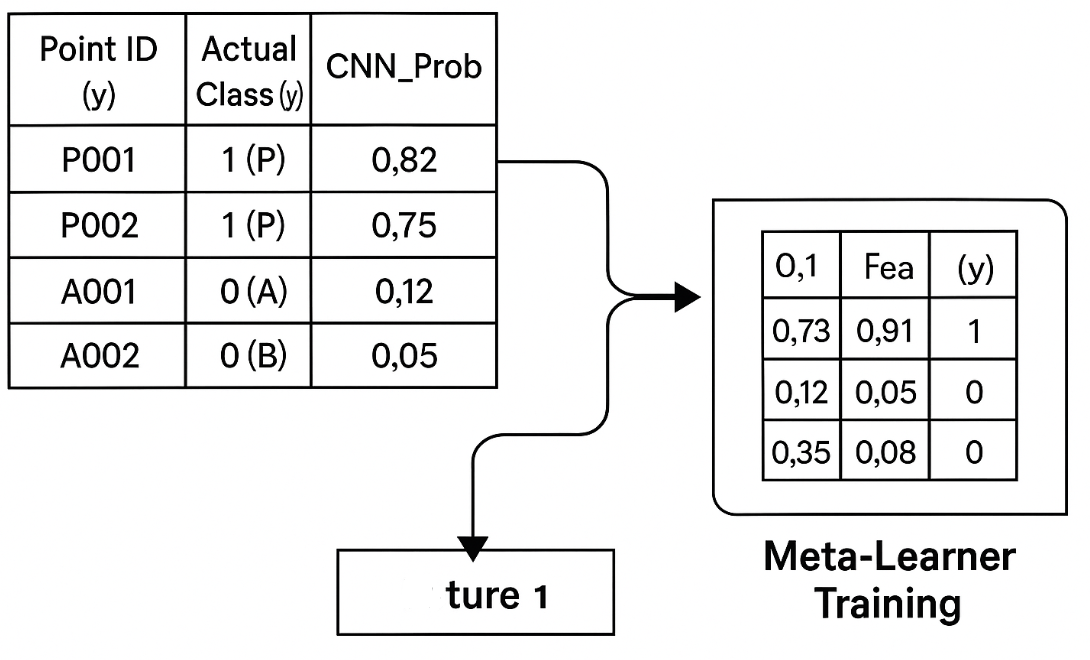 Point ID (y) Actual Class (y) CNN_Prob
P001 1 (P) 0,82
P002 1 (P) 0,75
A001 0 (A) 0,12
A002 0 (B) 0,05
0,1 Fea (y)
0,73 0,91 1
0,12 0,05 0
0,35 0,08 0
Meta-Learner
Training
ture 1